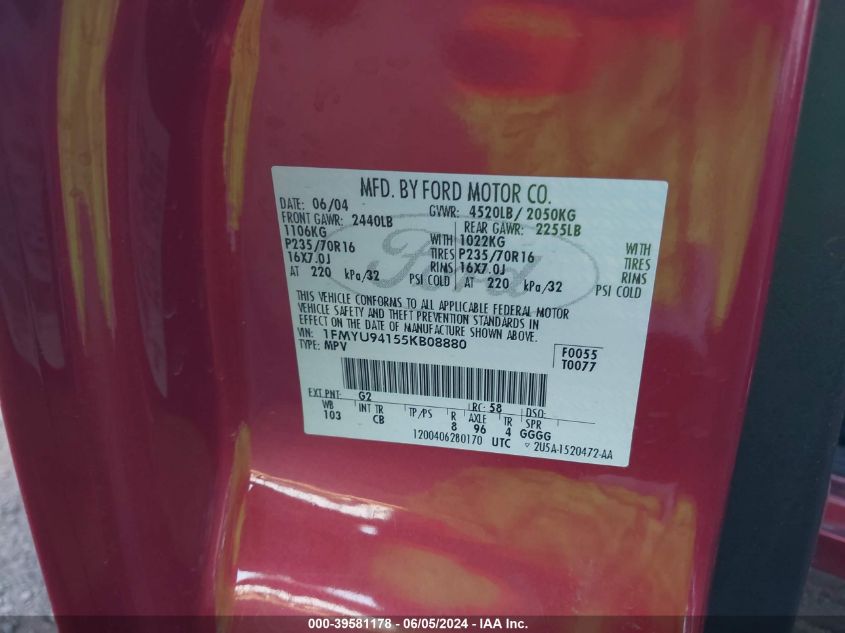 MFD. BY FORD MOTOR CO.
DATE: 06/04 GVWR: 4520LB/ 2050KG
FRONT GAWR: 2440LB REAR GAWR: 2255LB
1106KG WITH 1022KG WITH
P235/70R16 TIRES P235/70R16 TIRES
16X7.0J RIMS 16X7.0J RIMS
AT 220 kPa/32 PSI COLD AT 220 kPa/32 PSI COLD
Ford
THIS VEHICLE CONFORMS TO ALL APPLICABLE FEDERAL MOTOR
VEHICLE SAFETY AND THEFT PREVENTION STANDARDS IN
EFFECT ON THE DATE OF MANUFACTURE SHOWN ABOVE.
VIN: 1FMYU94155KB08880 F0055
TYPE: MPV T0077
EXT PNT: G2 RC: 58 DSO:
WB INT TR TP/PS R AXLE TR SPR
103 CB 8 96 4 GGGG
1200406280170 UTC 2U5A-1520472-AA
000-39581178 - 06/05/2024 - IAA Inc.